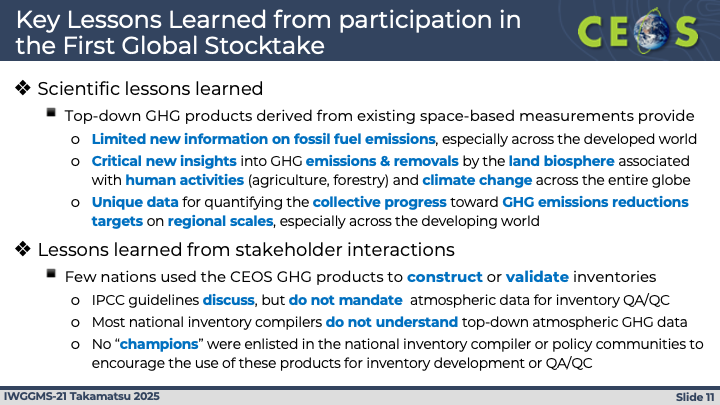 Key Lessons Learned from participation in
the First Global Stocktake
CEOS
❖ Scientific lessons learned
▪ Top-down GHG products derived from existing space-based measurements provide
o Limited new information on fossil fuel emissions, especially across the developed world
o Critical new insights into GHG emissions & removals by the land biosphere associated
with human activities (agriculture, forestry) and climate change across the entire globe
o Unique data for quantifying the collective progress toward GHG emissions reductions
targets on regional scales, especially across the developing world
❖ Lessons learned from stakeholder interactions
▪ Few nations used the CEOS GHG products to construct or validate inventories
o IPCC guidelines discuss, but do not mandate atmospheric data for inventory QA/QC
o Most national inventory compilers do not understand top-down atmospheric GHG data
o No “champions” were enlisted in the national inventory compiler or policy communities to
encourage the use of these products for inventory development or QA/QC
IWGGMS-21 Takamatsu 2025
Slide 11